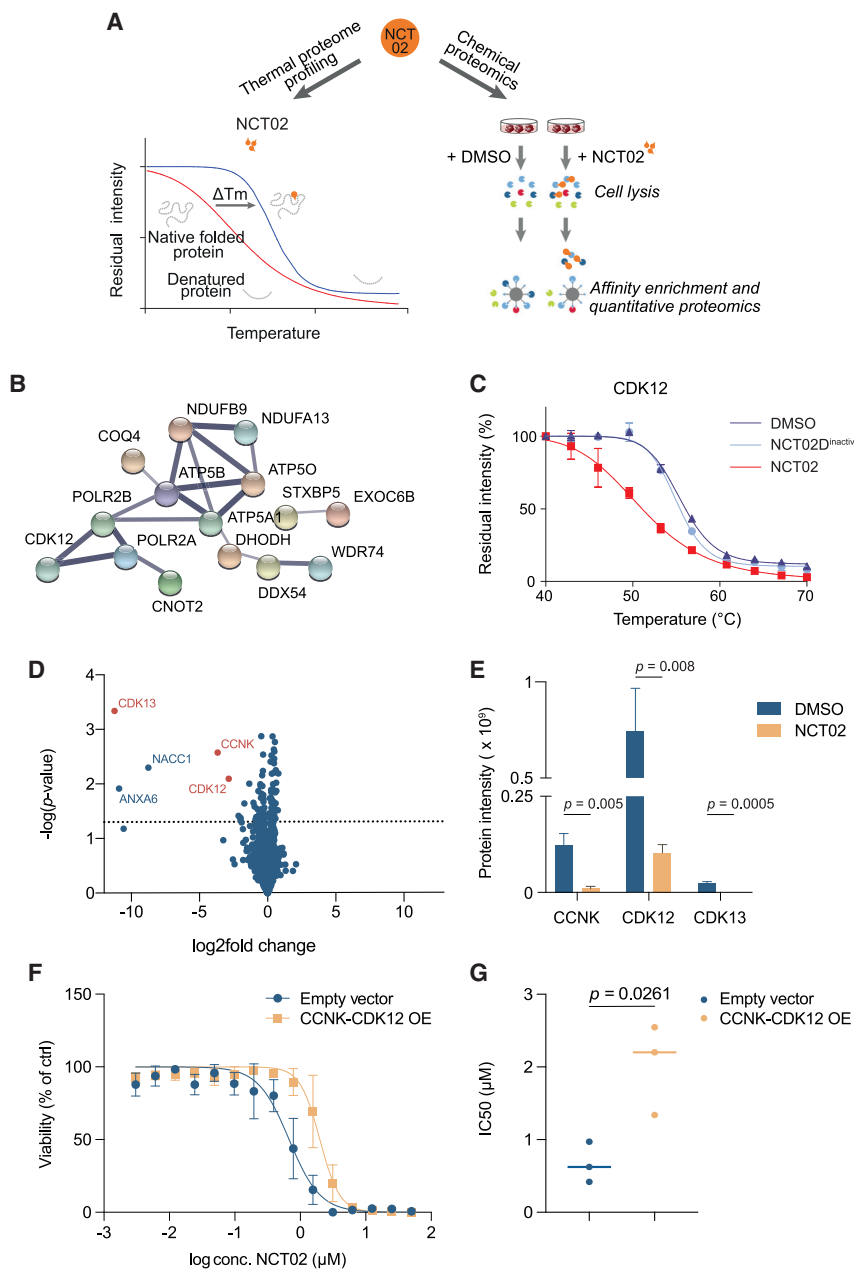 A
NCT
02
Thermal proteome
profiling
Chemical
proteomics
NCT02
+ DMSO
+ NCT02
Cell lysis
ΔTm
Native folded
protein
Denatured
protein
Residual intensity
Temperature
Affinity enrichment and
quantitative proteomics
B
NDUFB9
NDUFA13
COQ4
ATP5B
ATP5O
STXBP5
EXOC6B
POLR2B
ATP5A1
CDK12
POLR2A
DHODH
WDR74
CNOT2
DDX54
C
CDK12
Residual intensity (%)
100
50
0
40
50
60
70
Temperature (°C)
DMSO
NCT02Dinactiv
NCT02
D
-log(p-value)
4
3
2
1
0
CDK13
NACC1
CCNK
CDK12
ANXA6
-10
-5
0
5
10
log2fold change
E
Protein intensity ( x 10⁹)
1
0.5
0.25
0
p = 0.008
p = 0.005
p = 0.0005
DMSO
NCT02
CCNK
CDK12
CDK13
F
Viability (% of ctrl)
150
100
50
0
Empty vector
CCNK-CDK12 OE
-3
-2
-1
0
1
2
log conc. NCT02 (µM)
G
IC50 (µM)
3
2
1
0
p = 0.0261
Empty vector
CCNK-CDK12 OE